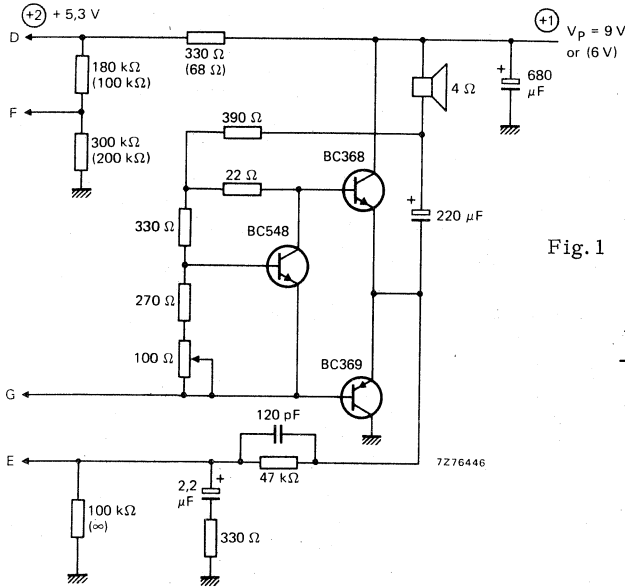 +2 + 5,3 V
+1
D
V_P = 9 V
or (6 V)
330 Ω
(68 Ω)
180 kΩ
(100 kΩ)
680
μF
4 Ω
F
390 Ω
300 kΩ
(200 kΩ)
BC368
22 Ω
330 Ω
BC548
220 μF
Fig. 1
270 Ω
100 Ω
BC369
G
120 pF
E
47 kΩ
7Z76446
100 kΩ
(∞)
2,2
μF
330 Ω
+
+
+